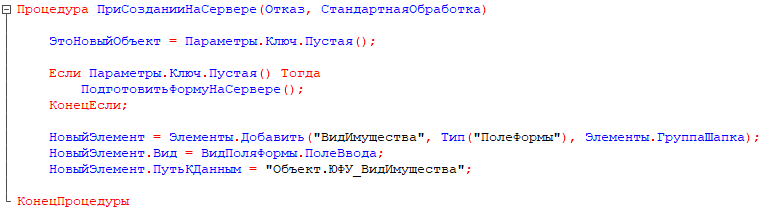 Процедура ПриСозданииНаСервере(Отказ, СтандартнаяОбработка)
ЭтоНовыйОбъект = Параметры.Ключ.Пустая();
Если Параметры.Ключ.Пустая() Тогда
ПодготовитьФормуНаСервере();
КонецЕсли;
НовыйЭлемент = Элементы.Добавить("ВидИмущества", Тип("ПолеФормы"), Элементы.ГруппаШапка);
НовыйЭлемент.Вид = ВидПоляФормы.ПолеВвода;
НовыйЭлемент.ПутьКДанным = "Объект.ЮФУ_ВидИмущества";
КонецПроцедуры